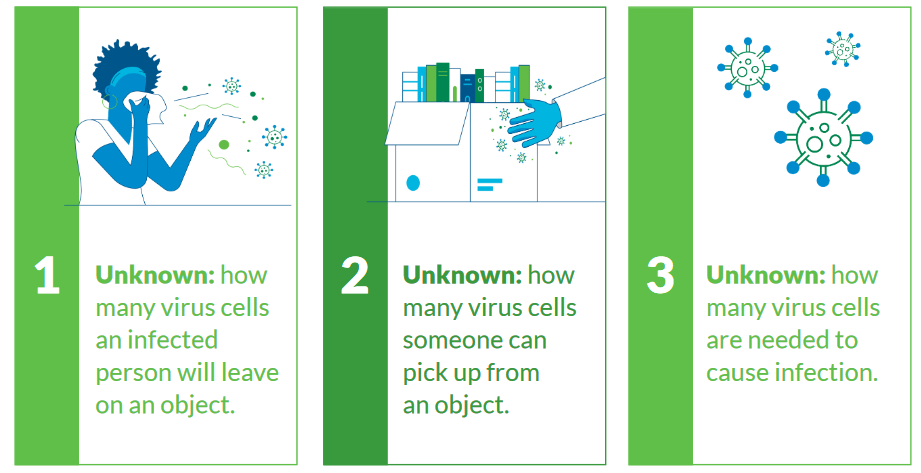 1
Unknown: how
many virus cells
an infected
person will leave
on an object.
2
Unknown: how
many virus cells
someone can
pick up from
an object.
3
Unknown: how
many virus cells
are needed to
cause infection.